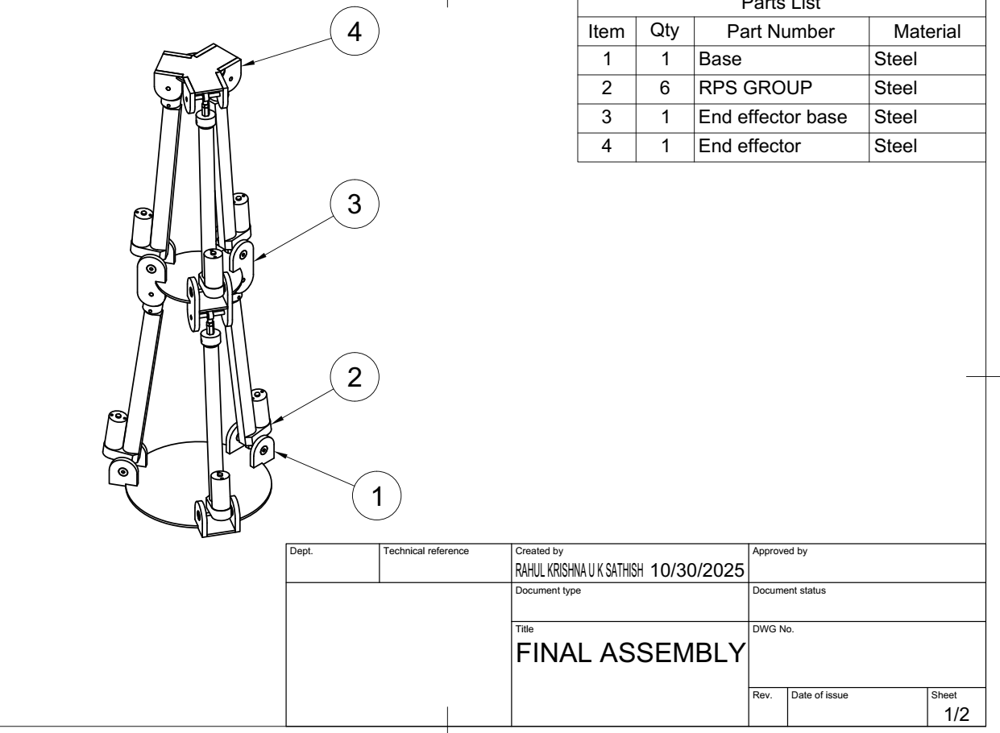 Parts List
Item Qty Part Number Material
1 1 Base Steel
2 6 RPS GROUP Steel
3 1 End effector base Steel
4 1 End effector Steel
4
3
2
1
Dept. Technical reference Created by Approved by
RAHUL KRISHNA U K SATHISH 10/30/2025
Document type Document status
Title DWG No.
FINAL ASSEMBLY
Rev. Date of issue Sheet
1/2